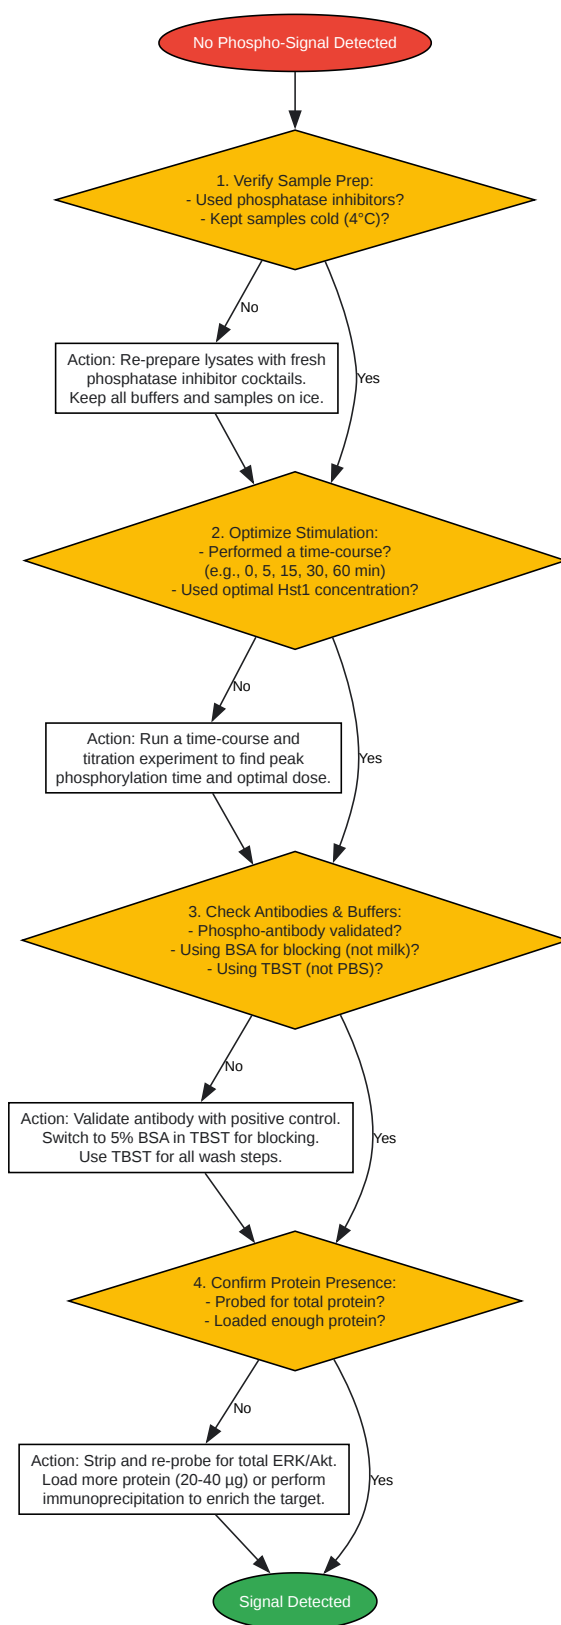 No Phospho-Signal Detected
1. Verify Sample Prep:
- Used phosphatase inhibitors?
- Kept samples cold (4°C)?
No
Yes
Action: Re-prepare lysates with fresh
phosphatase inhibitor cocktails.
Keep all buffers and samples on ice.
2. Optimize Stimulation:
- Performed a time-course?
(e.g., 0, 5, 15, 30, 60 min)
- Used optimal Hst1 concentration?
No
Yes
Action: Run a time-course and
titration experiment to find peak
phosphorylation time and optimal dose.
3. Check Antibodies & Buffers:
- Phospho-antibody validated?
- Using BSA for blocking (not milk)?
- Using TBST (not PBS)?
No
Yes
Action: Validate antibody with positive control.
Switch to 5% BSA in TBST for blocking.
Use TBST for all wash steps.
4. Confirm Protein Presence:
- Probed for total protein?
- Loaded enough protein?
No
Yes
Action: Strip and re-probe for total ERK/Akt.
Load more protein (20-40 µg) or perform
immunoprecipitation to enrich the target.
Signal Detected